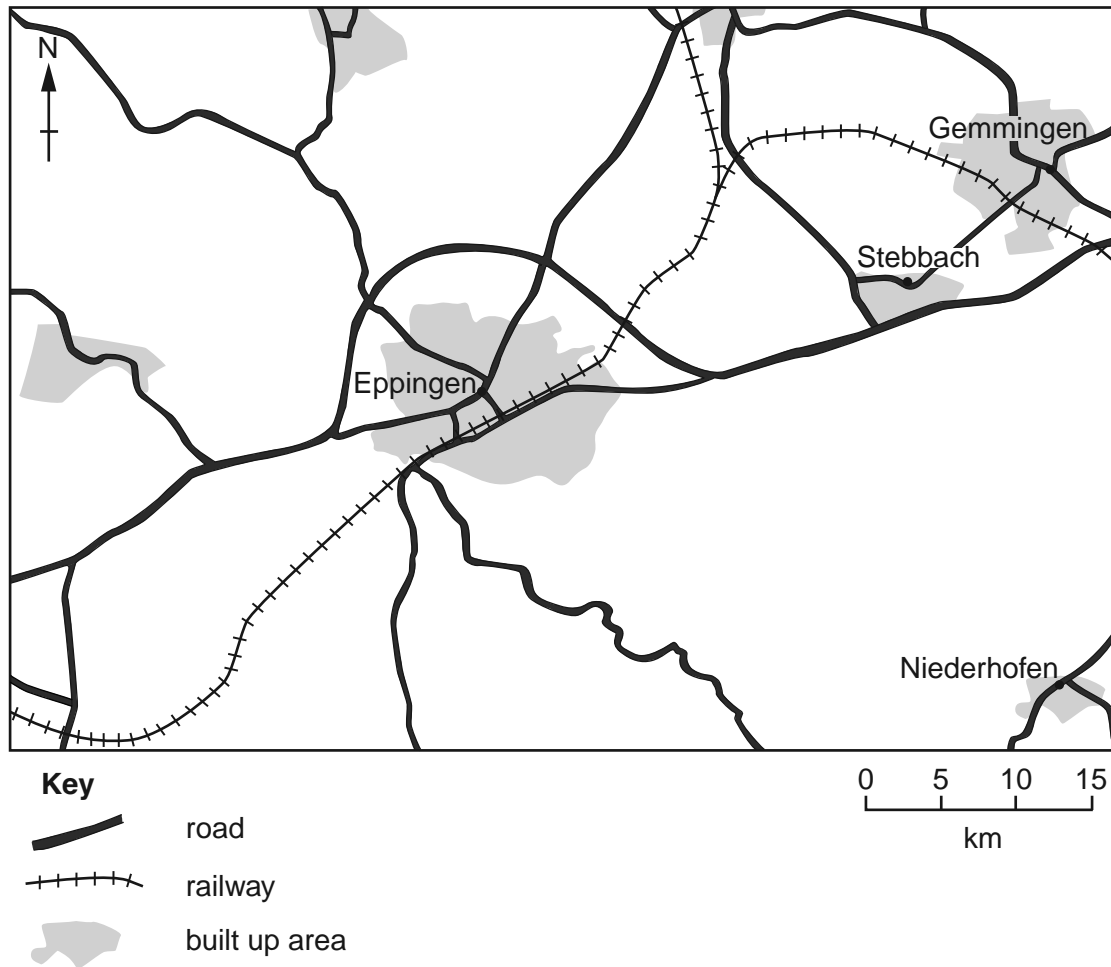 N
Gemmingen
Stebbach
Eppingen
Niederhofen
Key
road
railway
built up area
0 5 10 15
km